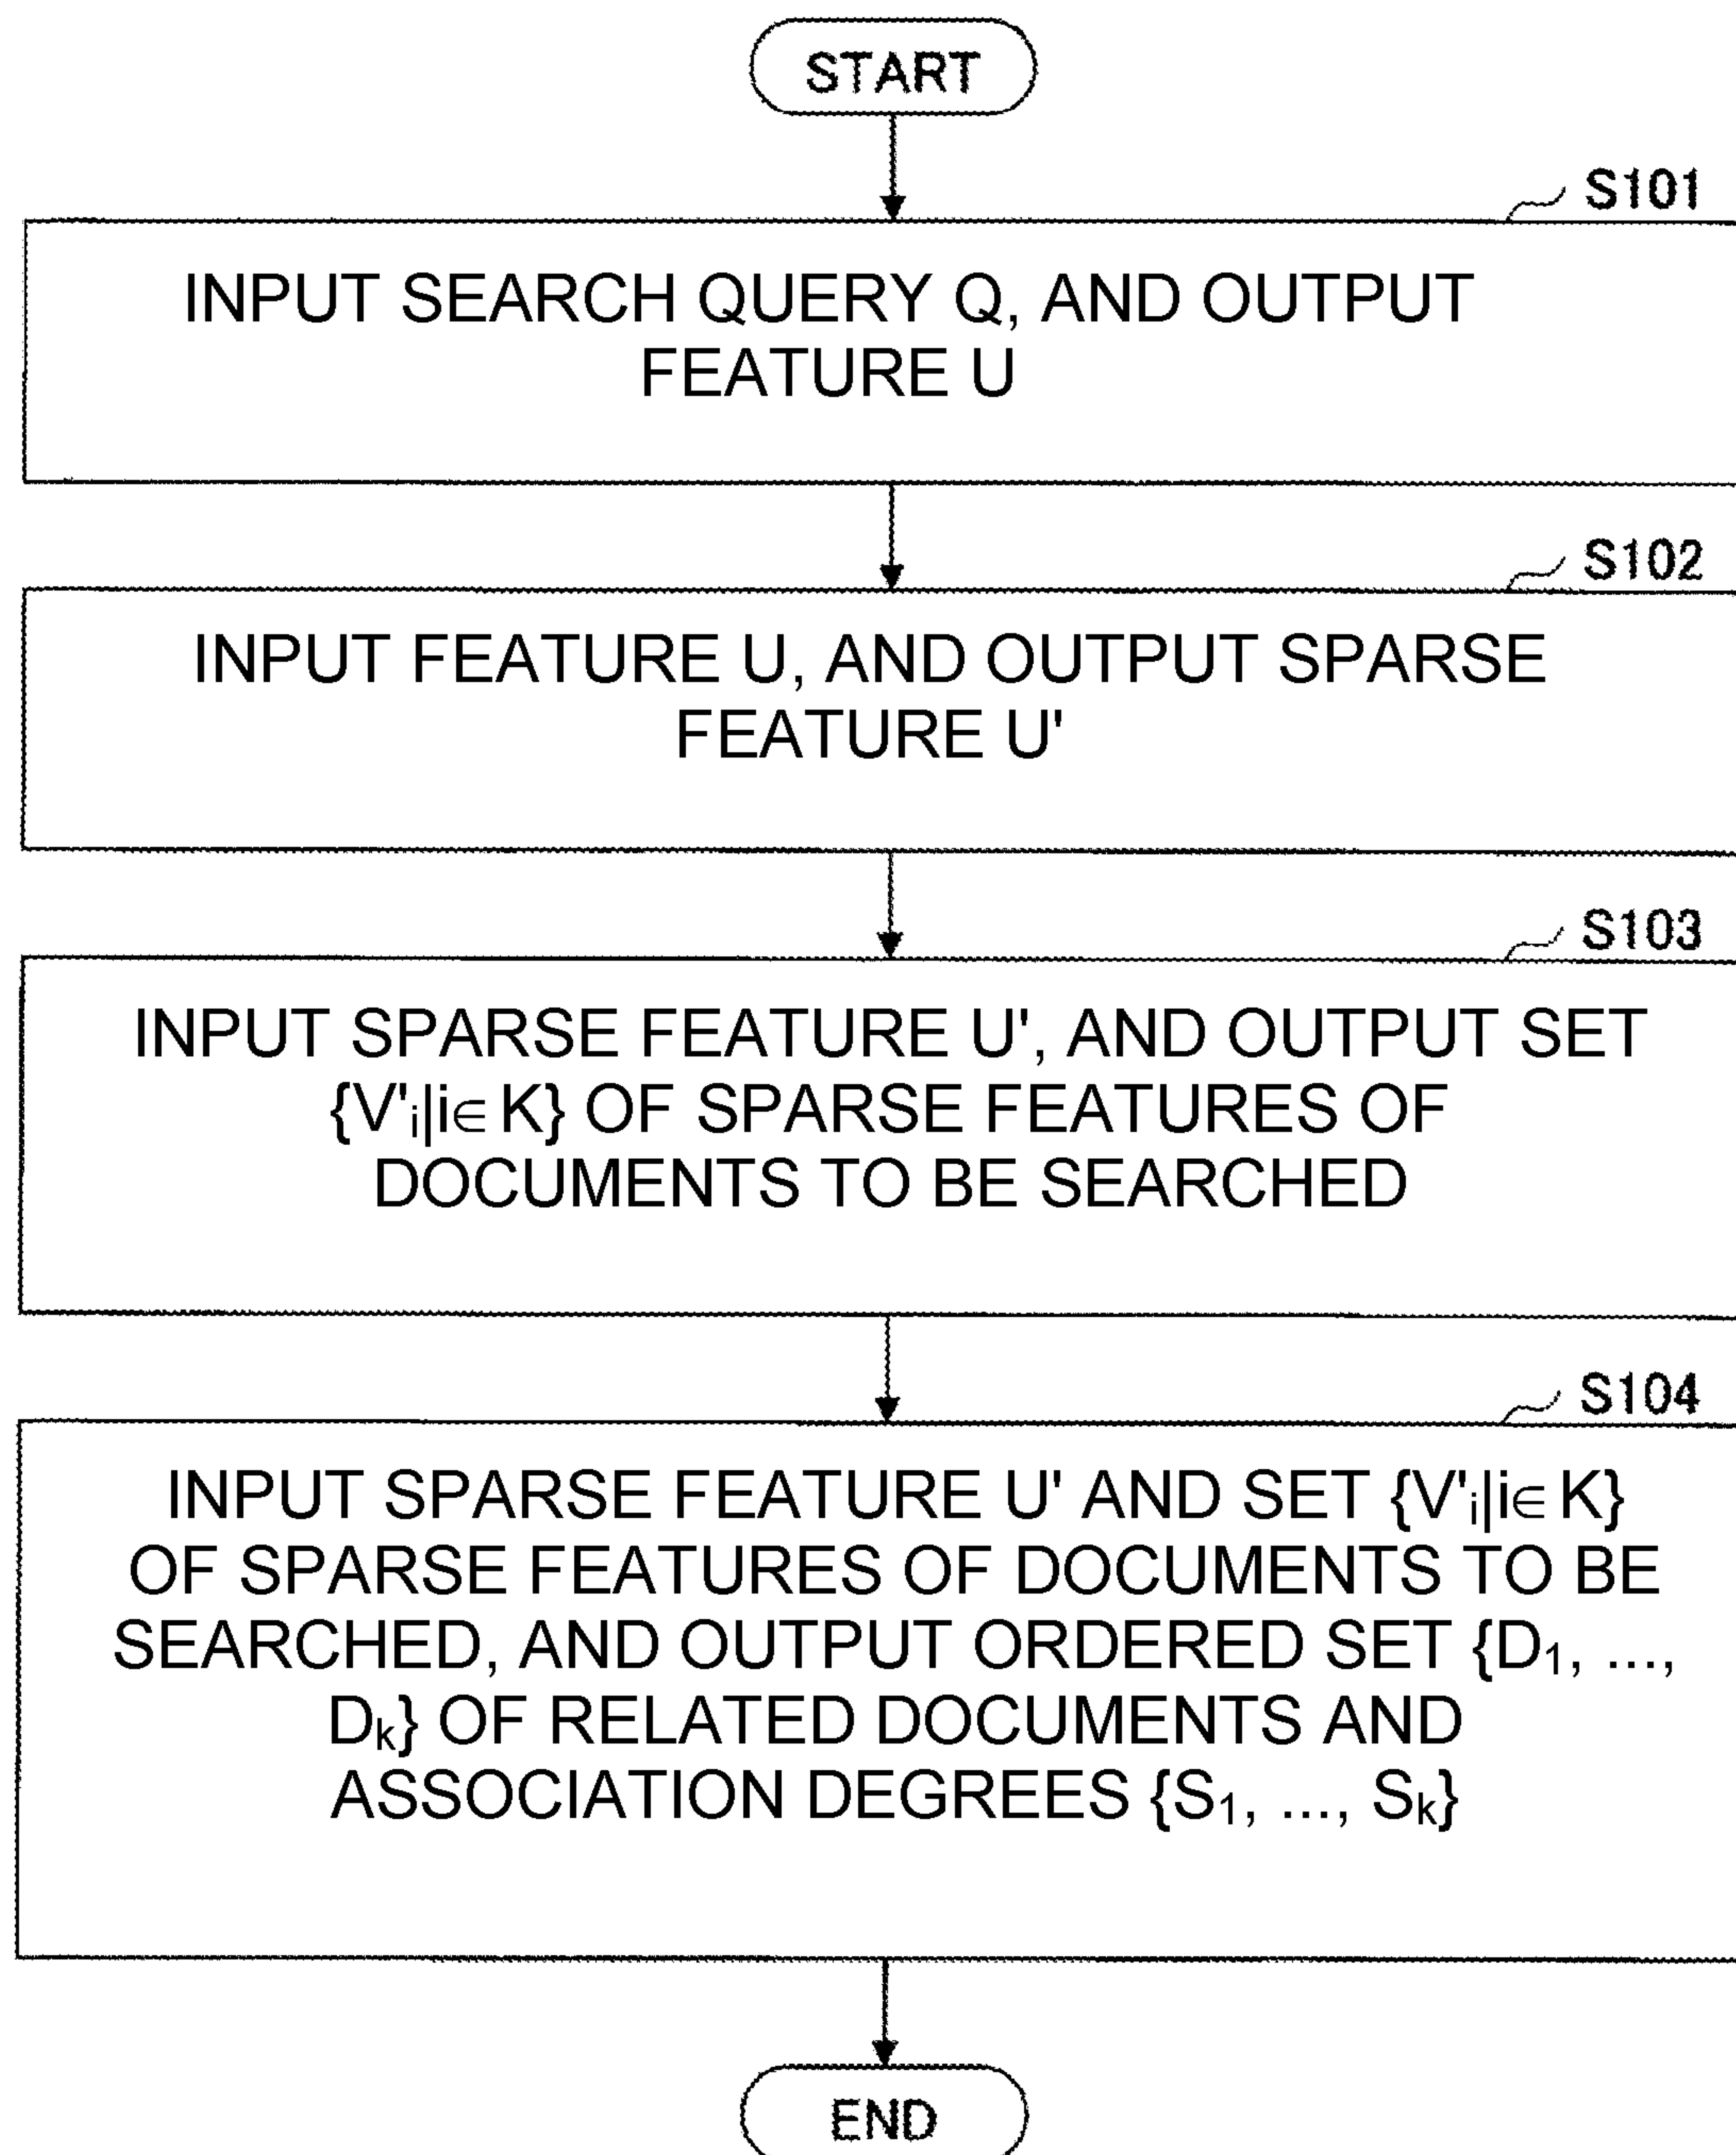 START
S101
INPUT SEARCH QUERY Q, AND OUTPUT
FEATURE U
S102
INPUT FEATURE U, AND OUTPUT SPARSE
FEATURE U'
S103
INPUT SPARSE FEATURE U', AND OUTPUT SET
{V'ᵢ|i∈ K} OF SPARSE FEATURES OF
DOCUMENTS TO BE SEARCHED
S104
INPUT SPARSE FEATURE U' AND SET {V'ᵢ|i∈ K}
OF SPARSE FEATURES OF DOCUMENTS TO BE
SEARCHED, AND OUTPUT ORDERED SET {D₁, ...,
Dₖ} OF RELATED DOCUMENTS AND
ASSOCIATION DEGREES {S₁, ..., Sₖ}
END